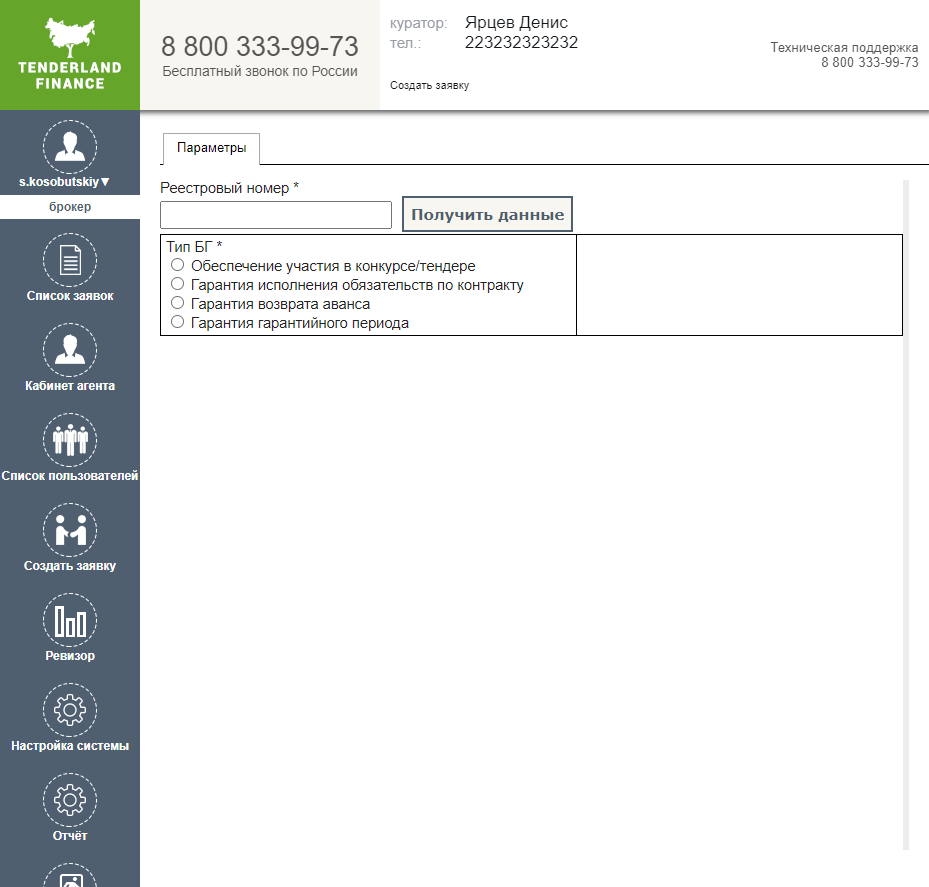 TENDERLAND
FINANCE
8 800 333-99-73
Бесплатный звонок по России
куратор: Ярцев Денис
тел.: 223232323232
Создать заявку
Техническая поддержка
8 800 333-99-73
s.kosobutskiy▼
брокер
Список заявок
Кабинет агента
Список пользователей
Создать заявку
Ревизор
Настройка системы
Отчёт
Параметры
Реестровый номер *
Получить данные
Тип БГ *
Обеспечение участия в конкурсе/тендере
Гарантия исполнения обязательств по контракту
Гарантия возврата аванса
Гарантия гарантийного периода